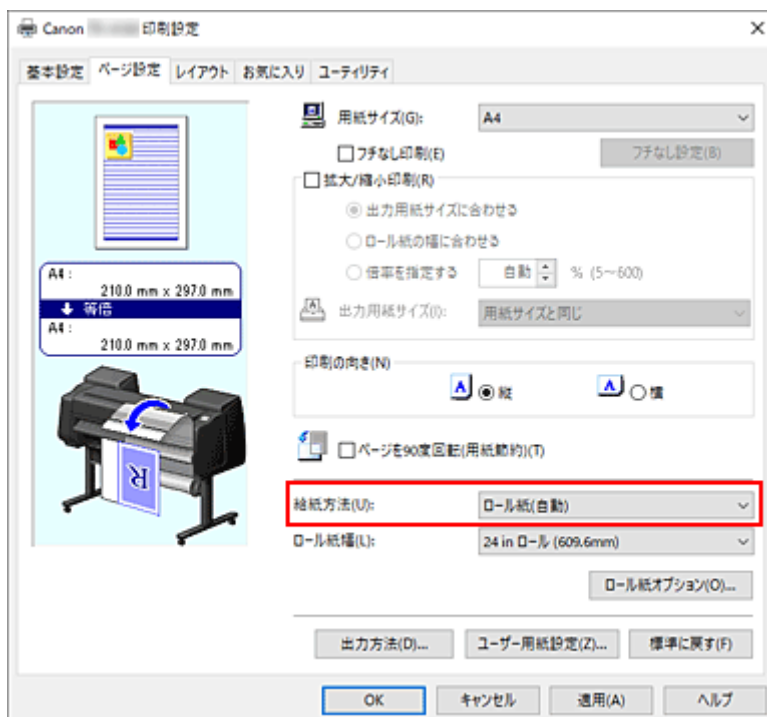 Canon 印刷設定
基本設定 ページ設定 レイアウト お気に入り ユーティリティ
用紙サイズ(G): A4
フチなし印刷(E) フチなし設定(B)
拡大/縮小印刷(R)
出力用紙サイズに合わせる
ロール紙の幅に合わせる
倍率を指定する 自動 % (5～600)
出力用紙サイズ(I): 用紙サイズと同じ
A4 :
210.0 mm x 297.0 mm
等倍
A4 :
210.0 mm x 297.0 mm
印刷の向き(N)
A 縦 A 横
R
ページを90度回転(用紙節約)(T)
給紙方法(U): ロール紙(自動)
ロール紙幅(L): 24 in ロール (609.6mm)
ロール紙オプション(O)...
出力方法(D)... ユーザー用紙設定(Z)... 標準に戻す(F)
OK キャンセル 適用(A) ヘルプ